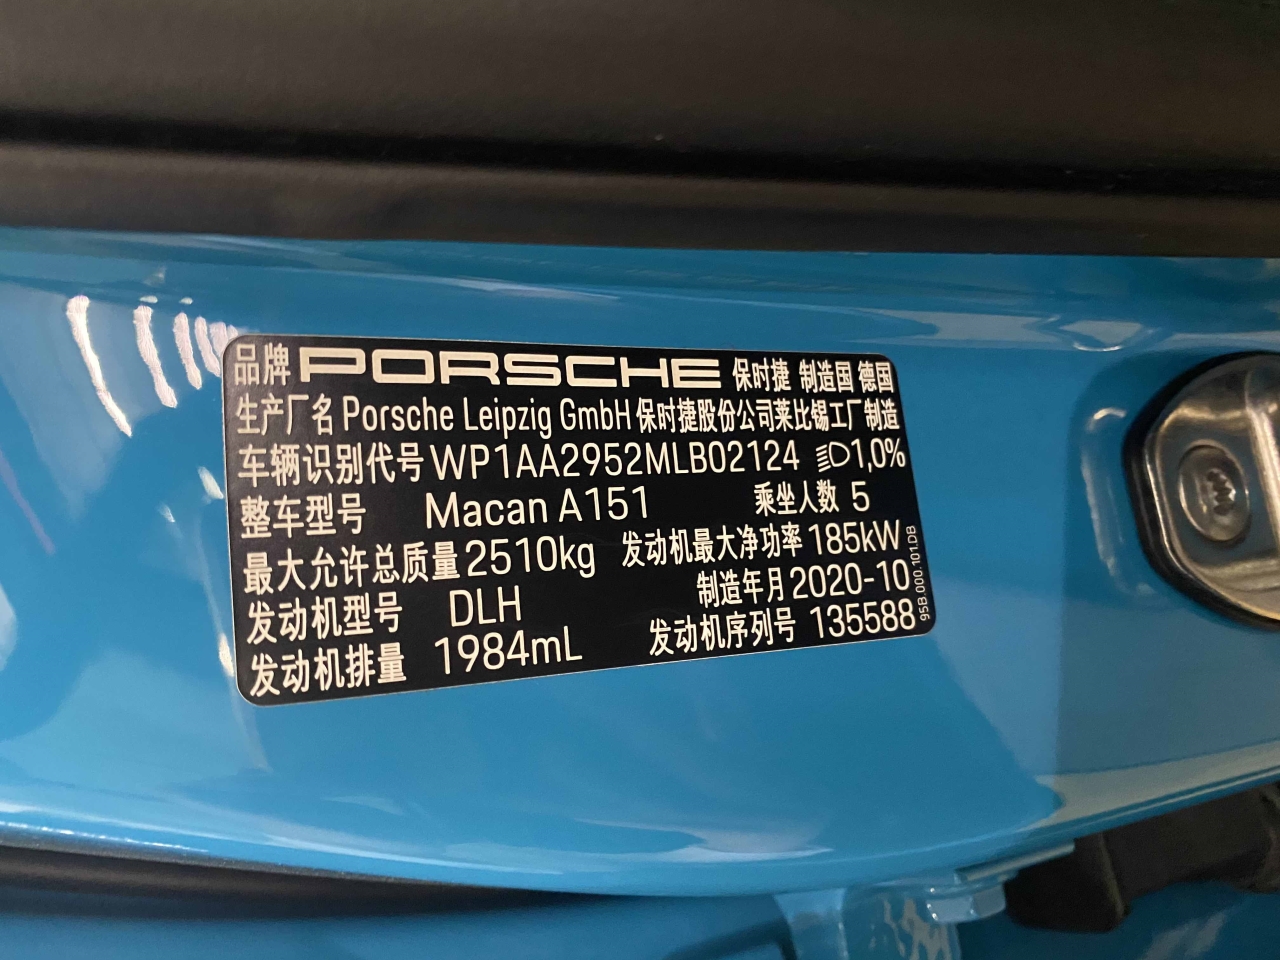 品牌 PORSCHE 保时捷 制造国 德国
生产厂名 Porsche Leipzig GmbH 保时捷股份公司莱比锡工厂制造
车辆识别代号 WP1AA2952MLB02124 1,0%
整车型号 Macan A151 乘坐人数 5
最大允许总质量 2510kg 发动机最大净功率 185kW
发动机型号 DLH 制造年月 2020-10
发动机排量 1984mL 发动机序列号 135588
95B.000.101.DB